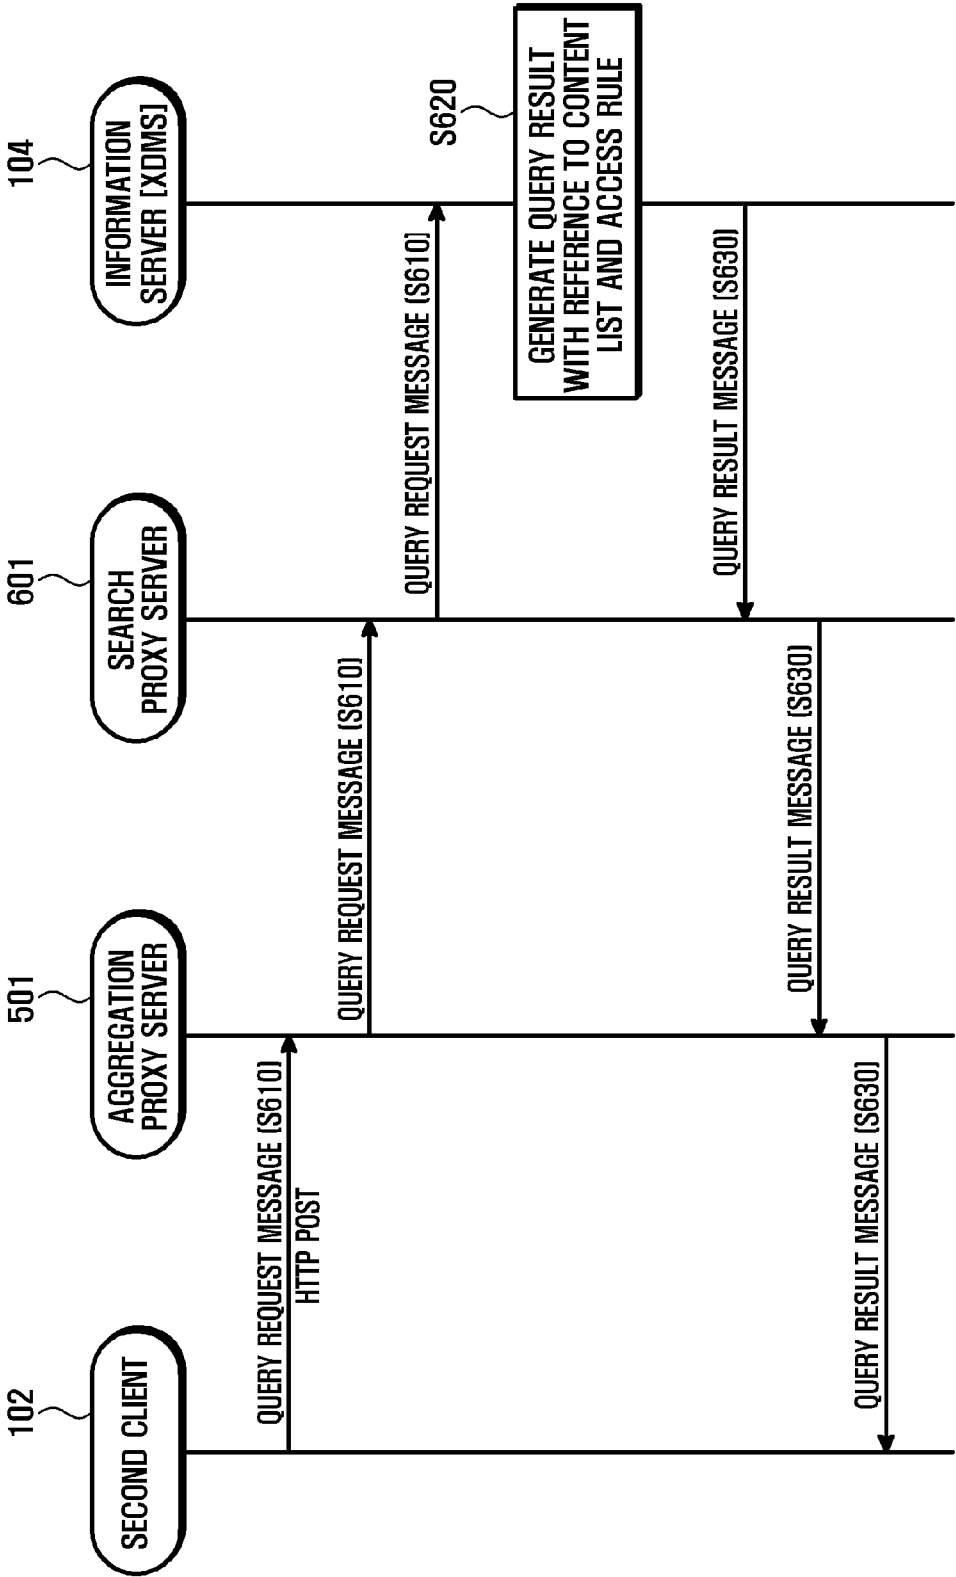 102
501
601
104
SECOND CLIENT
AGGREGATION
PROXY SERVER
SEARCH
PROXY SERVER
INFORMATION
SERVER [XDMS]
QUERY REQUEST MESSAGE (S610)
HTTP POST
QUERY REQUEST MESSAGE (S610)
QUERY REQUEST MESSAGE (S610)
S620
GENERATE QUERY RESULT
WITH REFERENCE TO CONTENT
LIST AND ACCESS RULE
QUERY RESULT MESSAGE (S630)
QUERY RESULT MESSAGE (S630)
QUERY RESULT MESSAGE (S630)